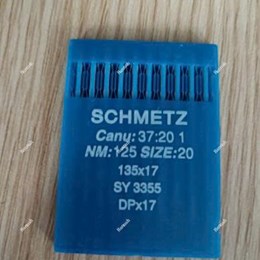 SCHMETZ
Canu: 37:20 1
NM: 125 SIZE: 20
135x17
SY 3355
DPx17